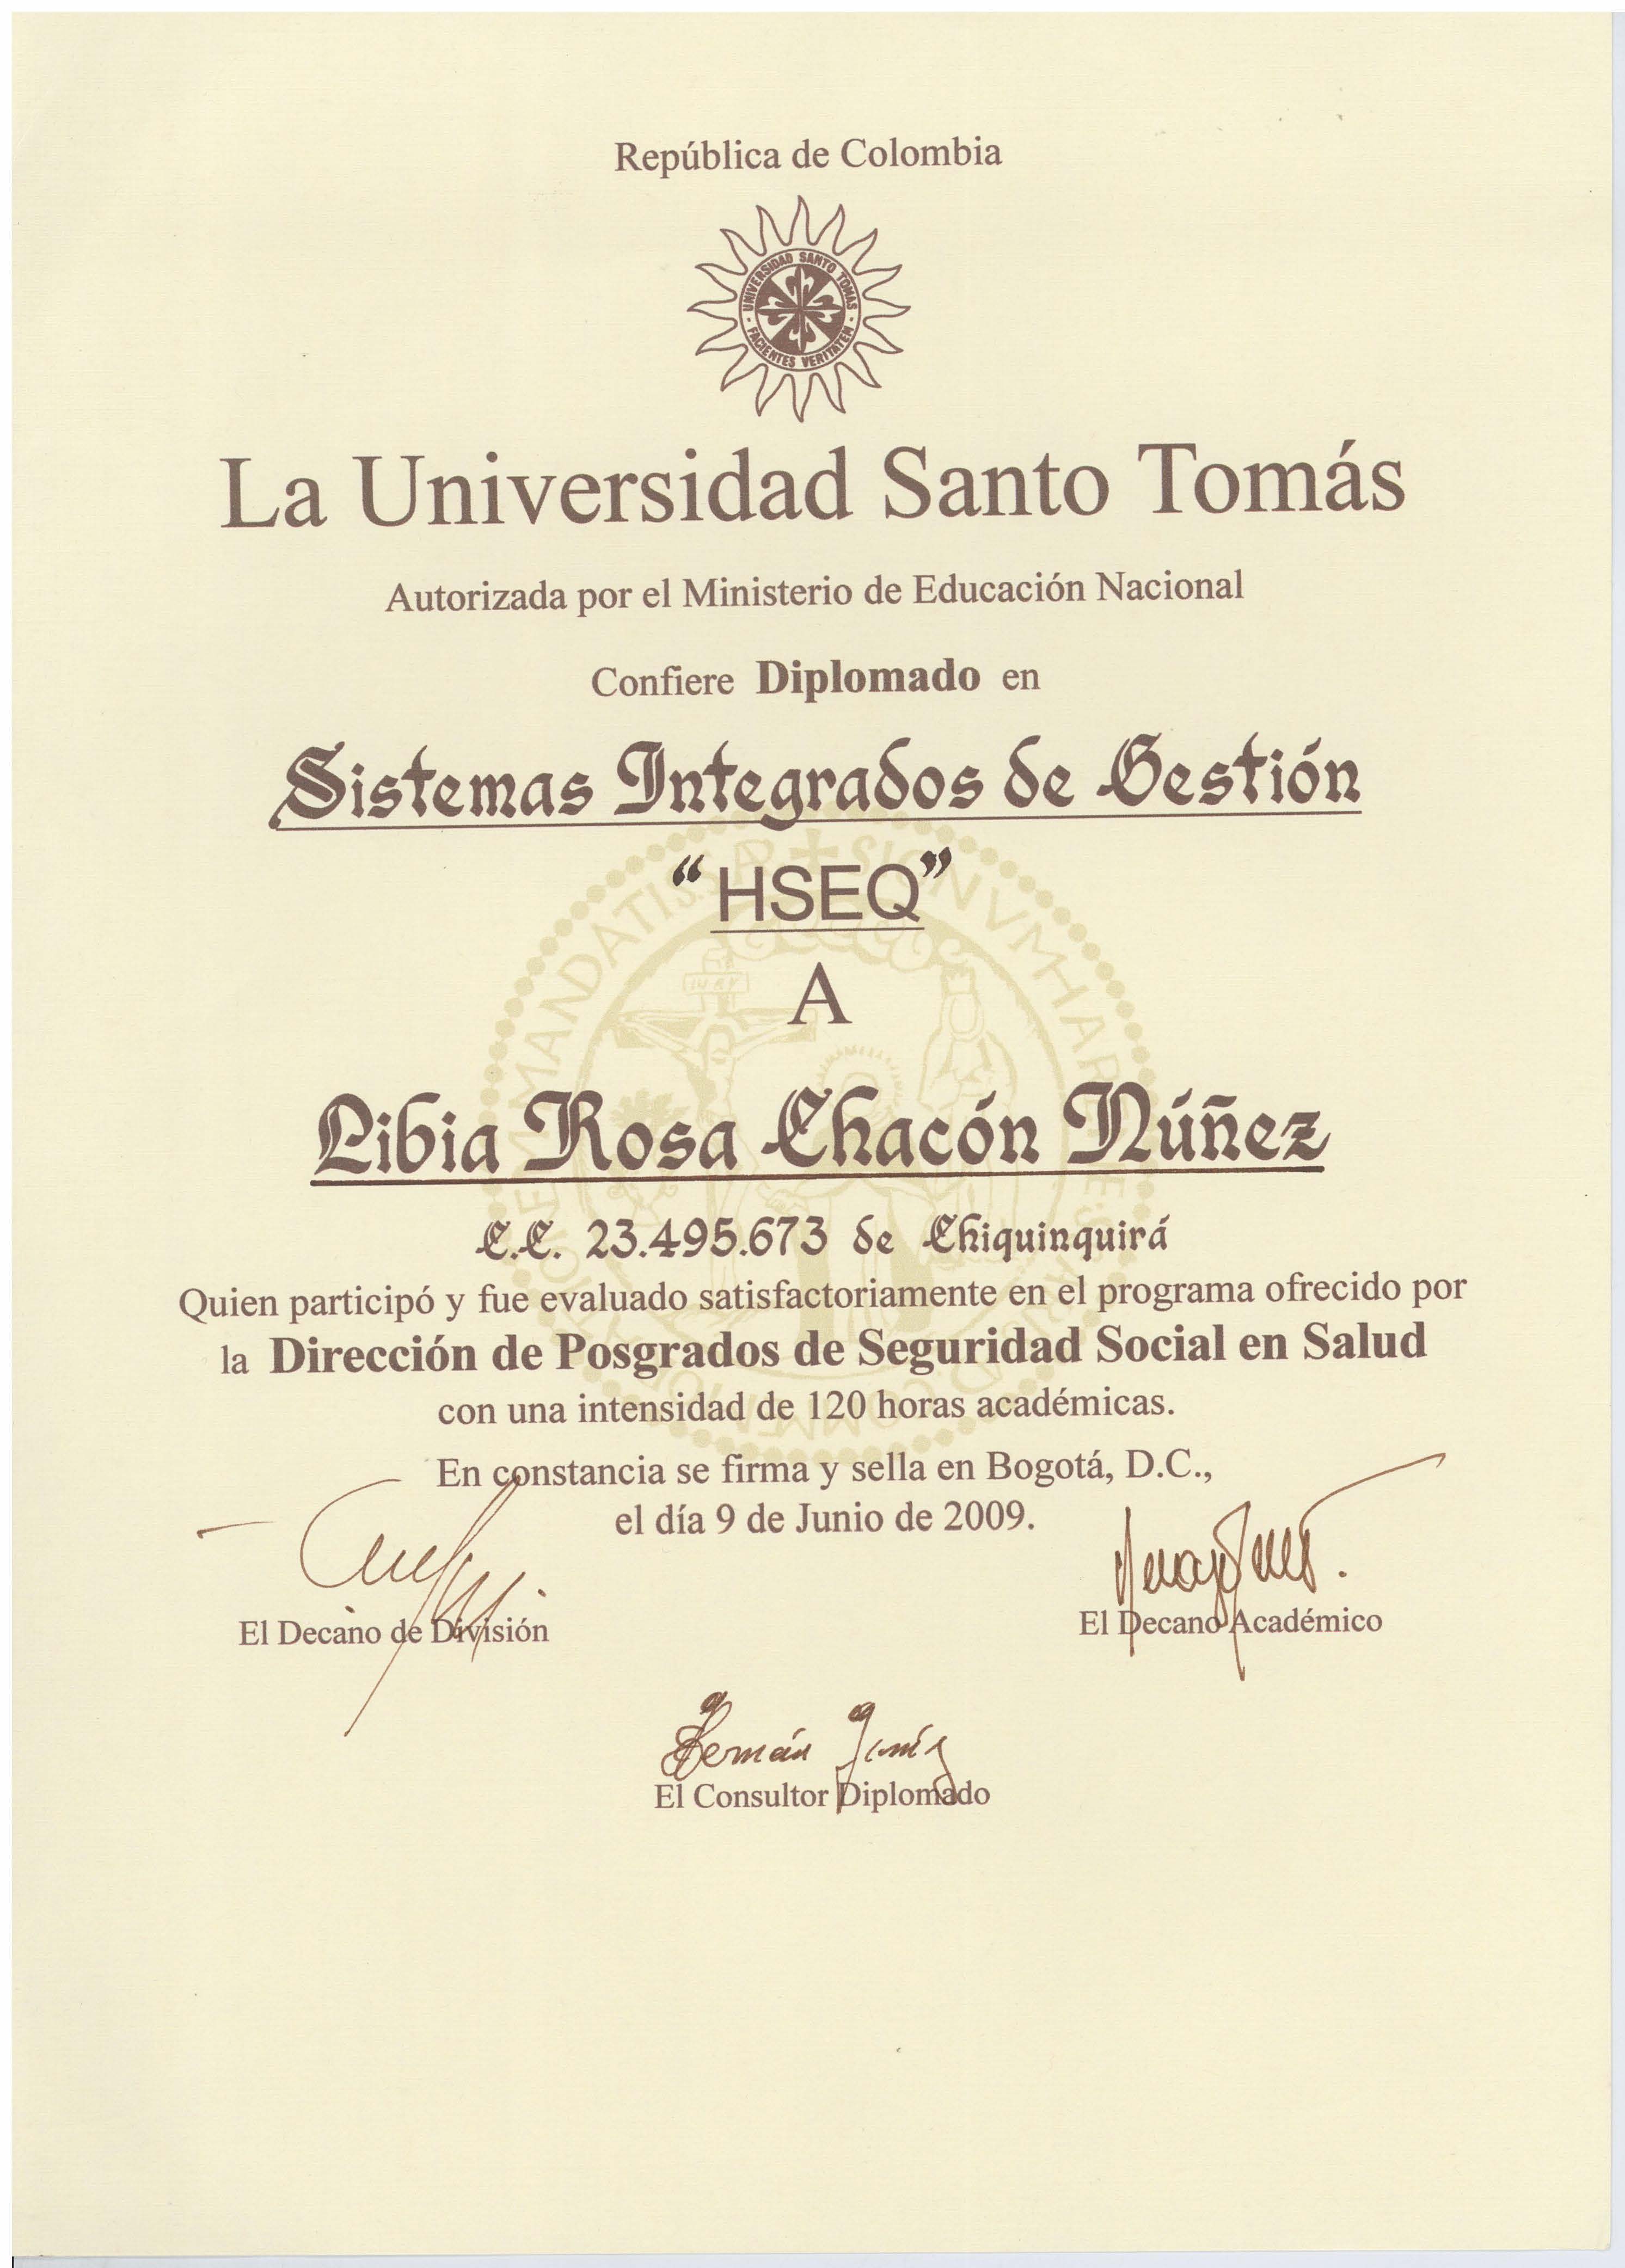 República de Colombia
UNIVERSIDAD SANTO TOMAS
FACIENTES VERITATEM
La Universidad Santo Tomás
Autorizada por el Ministerio de Educación Nacional
Confiere Diplomado en
Sistemas Integrados de Gestión
“HSEQ”
A
Libia Rosa Chacón Núñez
C.C. 23.495.673 de Chiquinquirá
Quien participó y fue evaluado satisfactoriamente en el programa ofrecido por
la Dirección de Posgrados de Seguridad Social en Salud
con una intensidad de 120 horas académicas.
En constancia se firma y sella en Bogotá, D.C.,
el día 9 de Junio de 2009.
El Decano de División
El Decano Académico
El Consultor Diplomado